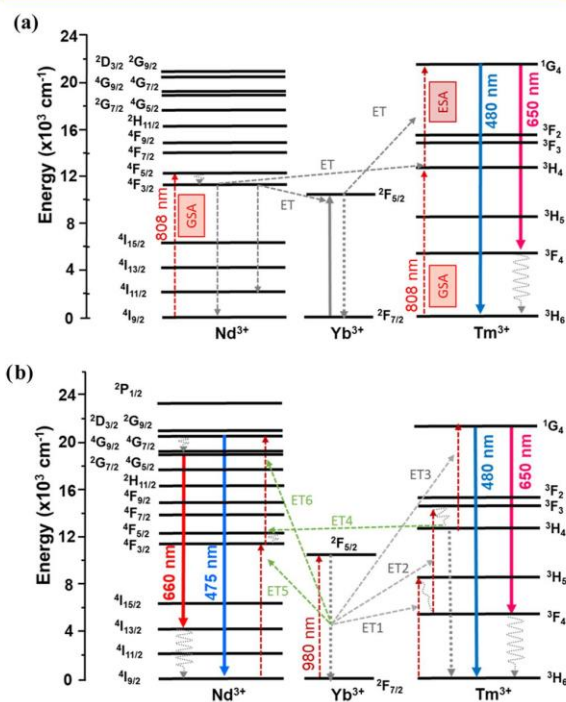 (a)
24
20
16
12
8
4
0
Energy (x10³ cm⁻¹)
²D₃/₂ ²G₉/₂
⁴G₉/₂ ⁴G₇/₂
²G₇/₂ ⁴G₅/₂
²H₁₁/₂
⁴F₉/₂
⁴F₇/₂
⁴F₅/₂
⁴F₃/₂
⁴I₁₅/₂
⁴I₁₃/₂
⁴I₁₁/₂
⁴I₉/₂
808 nm
GSA
ET
ET
ET
²F₅/₂
²F₇/₂
ESA
GSA
808 nm
480 nm
650 nm
¹G₄
³F₂
³F₃
³H₄
³H₅
³F₄
³H₆
Nd³⁺ Yb³⁺ Tm³⁺
(b)
24
20
16
12
8
4
0
Energy (x10³ cm⁻¹)
²P₁/₂
²D₃/₂ ²G₉/₂
⁴G₉/₂ ⁴G₇/₂
²G₇/₂ ⁴G₅/₂
²H₁₁/₂
⁴F₉/₂
⁴F₇/₂
⁴F₅/₂
⁴F₃/₂
⁴I₁₅/₂
⁴I₁₃/₂
⁴I₁₁/₂
⁴I₉/₂
660 nm
475 nm
ET6
ET4
ET5
ET3
ET2
ET1
²F₅/₂
980 nm
²F₇/₂
480 nm
650 nm
¹G₄
³F₂
³F₃
³H₄
³H₅
³F₄
³H₆
Nd³⁺ Yb³⁺ Tm³⁺